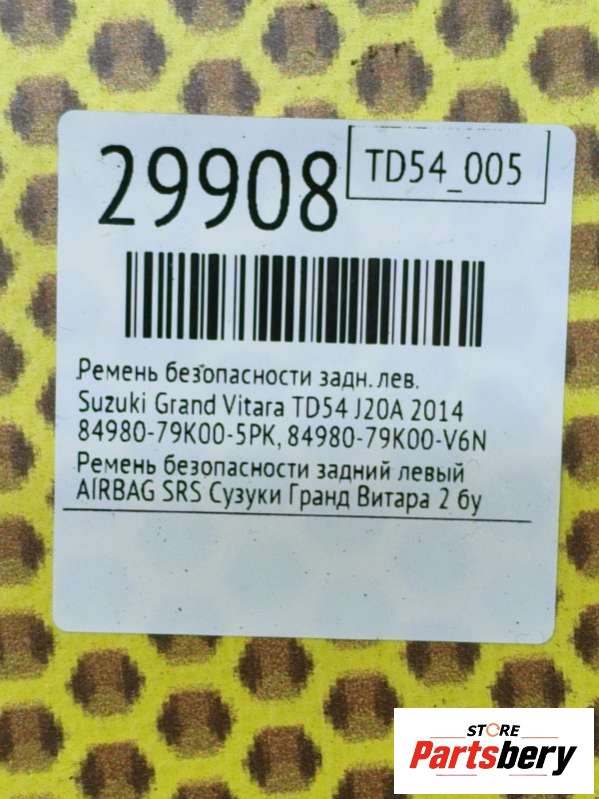 29908
TD54_005
Ремень безопасности задн. лев.
Suzuki Grand Vitara TD54 J20A 2014
84980-79K00-5PK, 84980-79K00-V6N
Ремень безопасности задний левый
AIRBAG SRS Сузуки Гранд Витара 2 бу
STORE
Partsbery